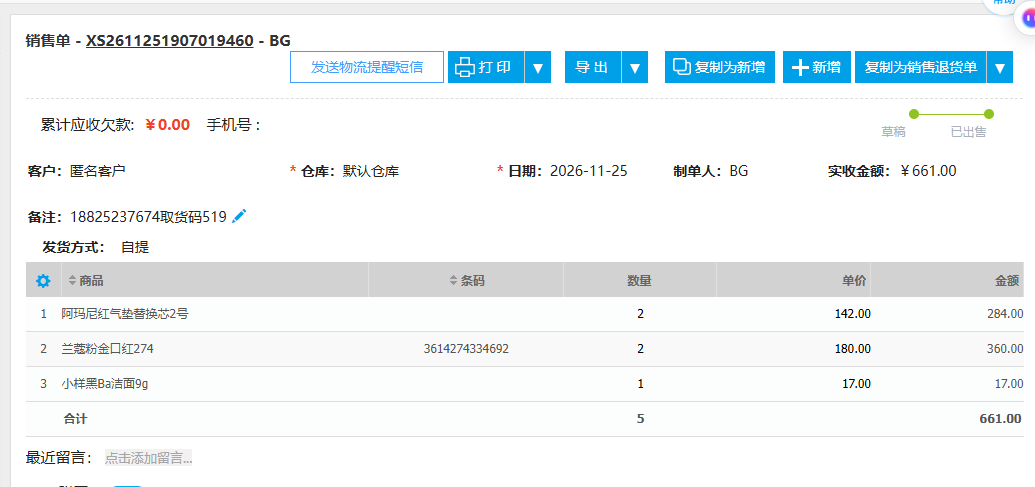 帮助
销售单 - XS2611251907019460 - BG
发送物流提醒短信 打 印 ▼ 导 出 ▼ 复制为新增 新增 复制为销售退货单 ▼
累计应收欠款: ￥0.00 手机号：
草稿 已出售
客户: 匿名客户 * 仓库: 默认仓库 * 日期: 2026-11-25 制单人: BG 实收金额: ￥661.00
备注: 18825237674取货码519
发货方式： 自提
商品 条码 数量 单价 金额
1 阿玛尼红气垫替换芯2号 2 142.00 284.00
2 兰蔻粉金口红274 3614274334692 2 180.00 360.00
3 小样黑Ba洁面9g 1 17.00 17.00
合计 5 661.00
最近留言: 点击添加留言...